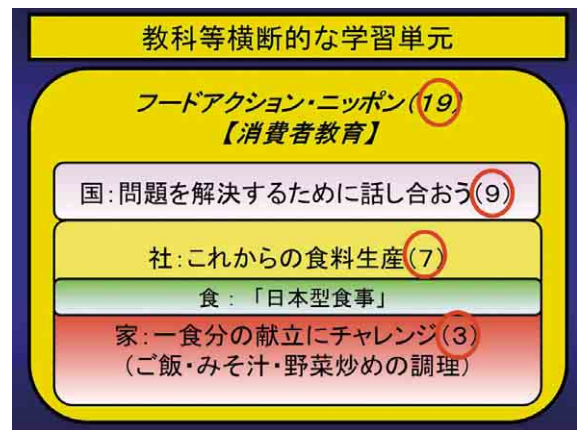 教科等横断的な学習単元
フードアクション・ニッポン(19)
【消費者教育】
国:問題を解決するために話し合おう(9)
社:これからの食料生産(7)
食:「日本型食事」
家:一食分の献立にチャレンジ(3)
(ご飯・みそ汁・野菜炒めの調理)